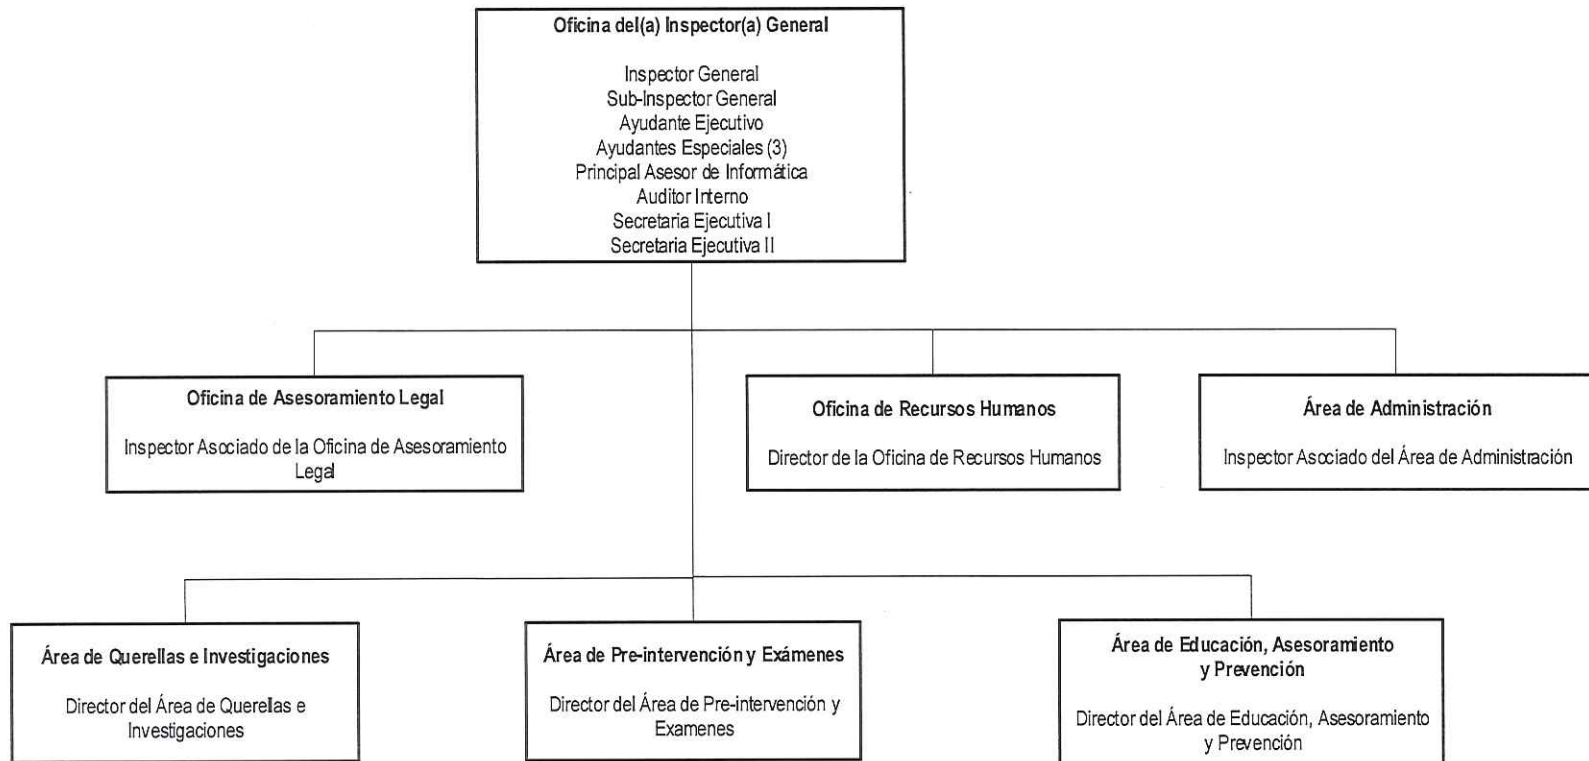 Oficina del(a) Inspector(a) General
Inspector General
Sub-Inspector General
Ayudante Ejecutivo
Ayudantes Especiales (3)
Principal Asesor de Informática
Auditor Interno
Secretaria Ejecutiva I
Secretaria Ejecutiva II
Oficina de Asesoramiento Legal
Inspector Asociado de la Oficina de Asesoramiento
Legal
Oficina de Recursos Humanos
Director de la Oficina de Recursos Humanos
Área de Administración
Inspector Asociado del Área de Administración
Área de Querellas e Investigaciones
Director del Área de Querellas e
Investigaciones
Área de Pre-intervención y Exámenes
Director del Área de Pre-intervención y
Examenes
Área de Educación, Asesoramiento
y Prevención
Director del Área de Educación, Asesoramiento
y Prevención